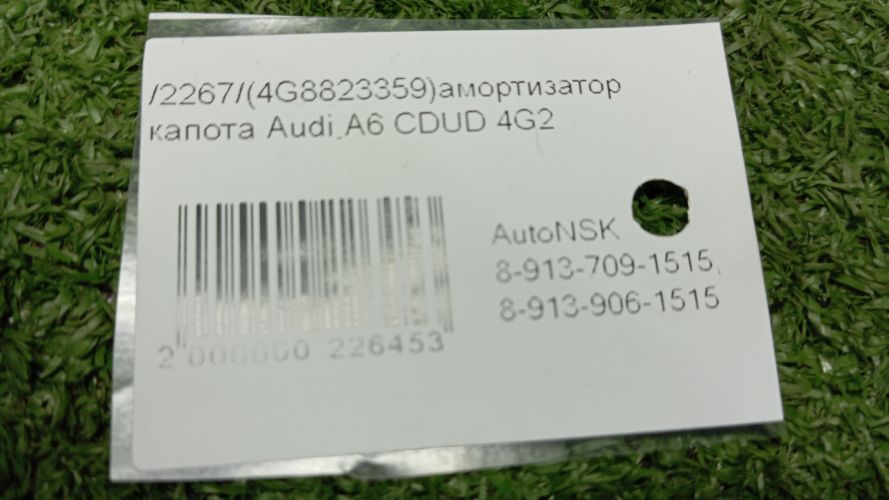 /2267/(4G8823359)амортизатор
капота Audi A6 CDUD 4G2
AutoNSK
8-913-709-1515,
8-913-906-1515
2 000000 226453